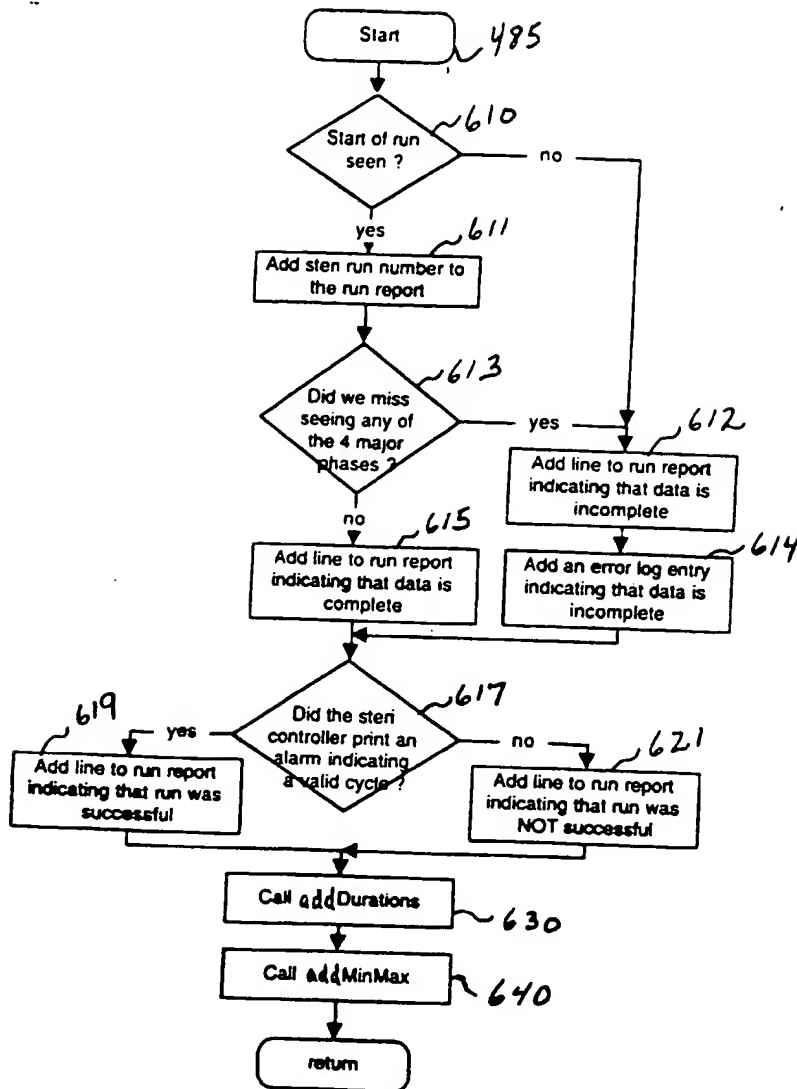 Start
485
Start of run
seen ?
610
no
yes
611
Add steri run number to
the run report
613
Did we miss
seeing any of
the 4 major
phases ?
yes
612
Add line to run report
indicating that data is
incomplete
no
615
614
Add line to run report
indicating that data is
complete
Add an error log entry
indicating that data is
incomplete
617
Did the steri
controller print an
alarm indicating
a valid cycle ?
619
yes
no
621
Add line to run report
indicating that run was
successful
Add line to run report
indicating that run was
NOT successful
Call addDurations
630
Call addMinMax
640
return